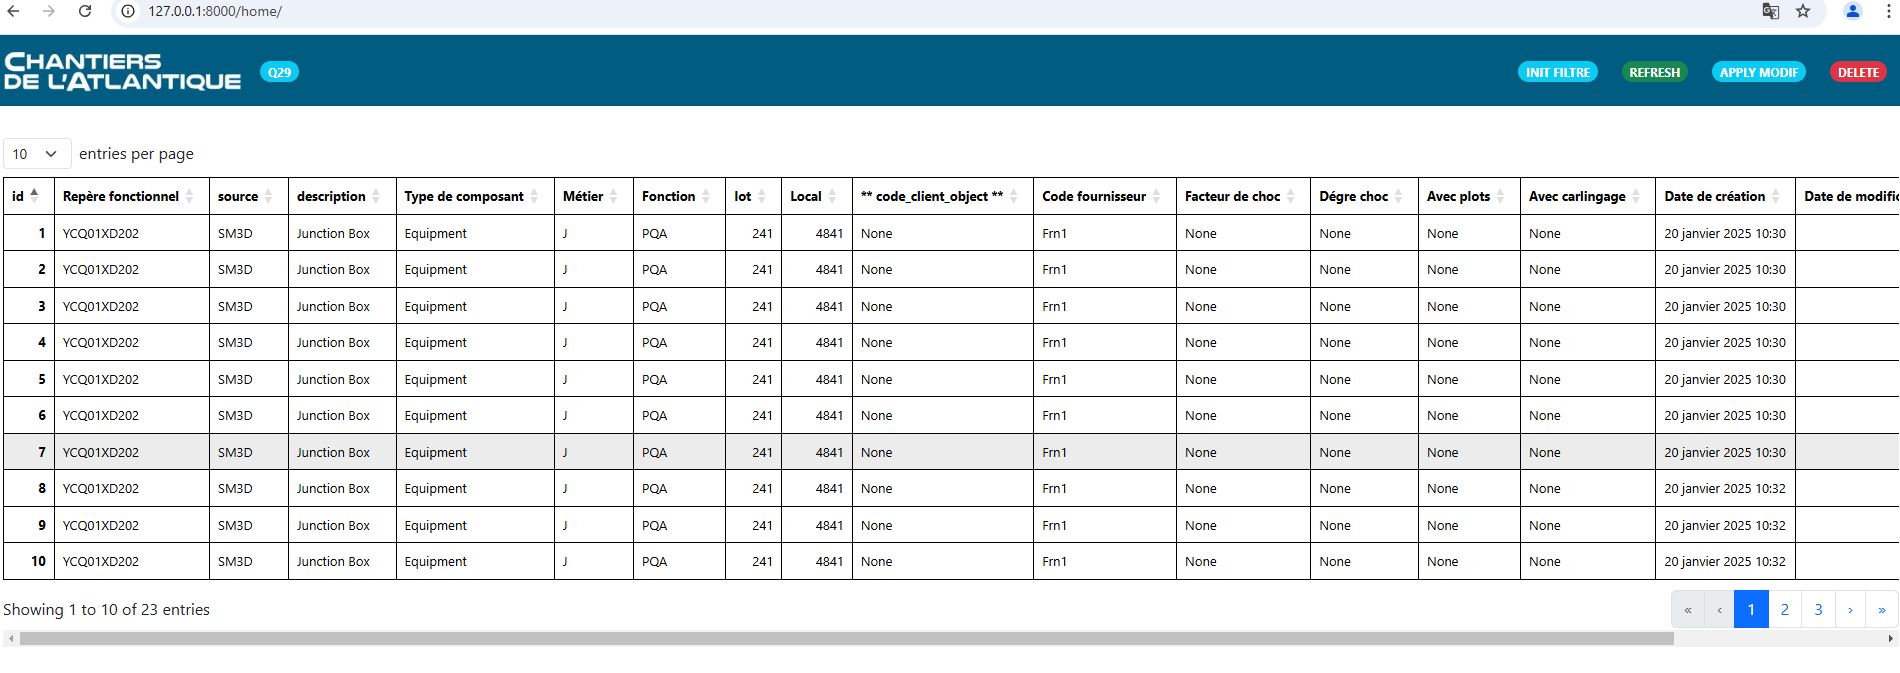 127.0.0.1:8000/home/
CHANTIERS
DE L'ATLANTIQUE
Q29 INIT FILTRE REFRESH APPLY MODIF DELETE
10 entries per page
id Repère fonctionnel source description Type de composant Métier Fonction lot Local ** code_client_object ** Code fournisseur Facteur de choc Dégre choc Avec plots Avec carlingage Date de création Date de modific
1 YCQ01XD202 SM3D Junction Box Equipment J PQA 241 4841 None Frn1 None None None None 20 janvier 2025 10:30
2 YCQ01XD202 SM3D Junction Box Equipment J PQA 241 4841 None Frn1 None None None None 20 janvier 2025 10:30
3 YCQ01XD202 SM3D Junction Box Equipment J PQA 241 4841 None Frn1 None None None None 20 janvier 2025 10:30
4 YCQ01XD202 SM3D Junction Box Equipment J PQA 241 4841 None Frn1 None None None None 20 janvier 2025 10:30
5 YCQ01XD202 SM3D Junction Box Equipment J PQA 241 4841 None Frn1 None None None None 20 janvier 2025 10:30
6 YCQ01XD202 SM3D Junction Box Equipment J PQA 241 4841 None Frn1 None None None None 20 janvier 2025 10:30
7 YCQ01XD202 SM3D Junction Box Equipment J PQA 241 4841 None Frn1 None None None None 20 janvier 2025 10:30
8 YCQ01XD202 SM3D Junction Box Equipment J PQA 241 4841 None Frn1 None None None None 20 janvier 2025 10:32
9 YCQ01XD202 SM3D Junction Box Equipment J PQA 241 4841 None Frn1 None None None None 20 janvier 2025 10:32
10 YCQ01XD202 SM3D Junction Box Equipment J PQA 241 4841 None Frn1 None None None None 20 janvier 2025 10:32
Showing 1 to 10 of 23 entries « ‹ 1 2 3 › »